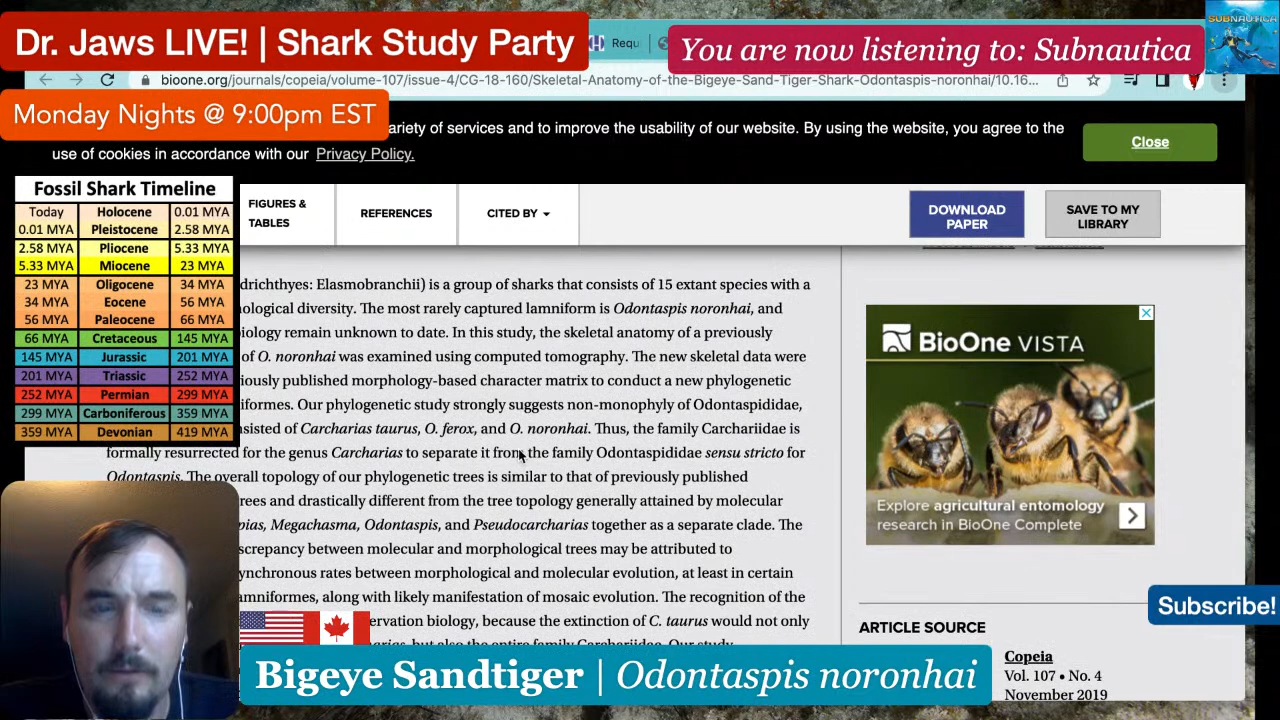 Dr. Jaws LIVE! | Shark Study Party
Requ
You are now listening to: Subnautica
SUBNAUTICA
bioone.org/journals/copeia/volume-107/issue-4/CG-18-160/Skeletal-Anatomy-of-the-Bigeye-Sand-Tiger-Shark-Odontaspis-noronhai/10.16...
Monday Nights @ 9:00pm EST
ariety of services and to improve the usability of our website. By using the website, you agree to the
use of cookies in accordance with our Privacy Policy.
Close
Fossil Shark Timeline
Today Holocene 0.01 MYA
0.01 MYA Pleistocene 2.58 MYA
2.58 MYA Pliocene 5.33 MYA
5.33 MYA Miocene 23 MYA
23 MYA Oligocene 34 MYA
34 MYA Eocene 56 MYA
56 MYA Paleocene 66 MYA
66 MYA Cretaceous 145 MYA
145 MYA Jurassic 201 MYA
201 MYA Triassic 252 MYA
252 MYA Permian 299 MYA
299 MYA Carboniferous 359 MYA
359 MYA Devonian 419 MYA
FIGURES &
TABLES
REFERENCES
CITED BY
DOWNLOAD
PAPER
SAVE TO MY
LIBRARY
drichthyes: Elasmobranchii) is a group of sharks that consists of 15 extant species with a
ological diversity. The most rarely captured lamniform is Odontaspis noronhai, and
iology remain unknown to date. In this study, the skeletal anatomy of a previously
of O. noronhai was examined using computed tomography. The new skeletal data were
iously published morphology-based character matrix to conduct a new phylogenetic
iformes. Our phylogenetic study strongly suggests non-monophyly of Odontaspididae,
nsisted of Carcharias taurus, O. ferox, and O. noronhai. Thus, the family Carchariidae is
formally resurrected for the genus Carcharias to separate it from the family Odontaspididae sensu stricto for
Odontaspis. The overall topology of our phylogenetic trees is similar to that of previously published
rees and drastically different from the tree topology generally attained by molecular
pias, Megachasma, Odontaspis, and Pseudocarcharias together as a separate clade. The
screpancy between molecular and morphological trees may be attributed to
ynchronous rates between morphological and molecular evolution, at least in certain
amniformes, along with likely manifestation of mosaic evolution. The recognition of the
ervation biology, because the extinction of C. taurus would not only
but also the entire family Carchariidae. Our study
BioOne VISTA
Explore agricultural entomology
research in BioOne Complete
Subscribe!
ARTICLE SOURCE
Copeia
Vol. 107 • No. 4
November 2019
Bigeye Sandtiger | Odontaspis noronhai